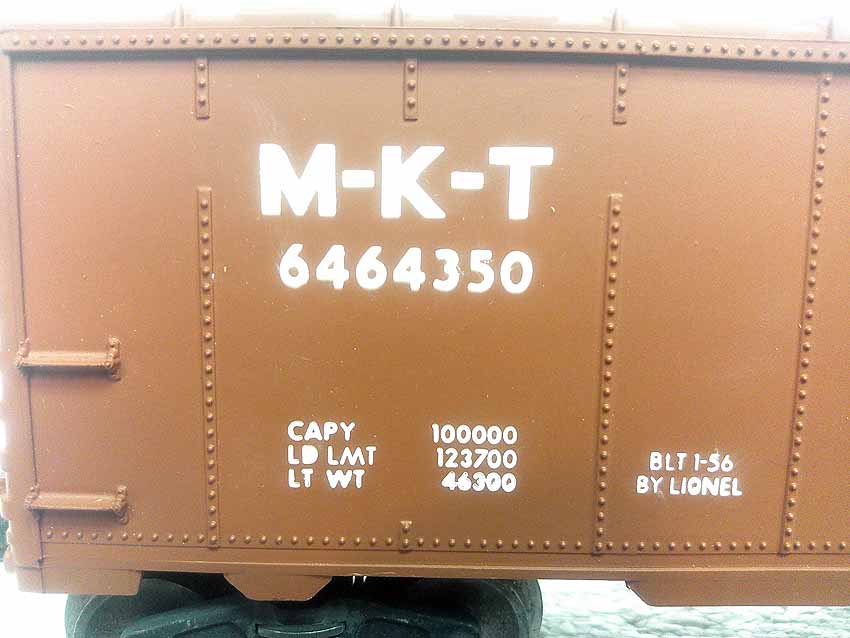 M-K-T
6464350
CAPY 100000
LD LMT 123700
LT WT 46300
BLT 1-56
BY LIONEL